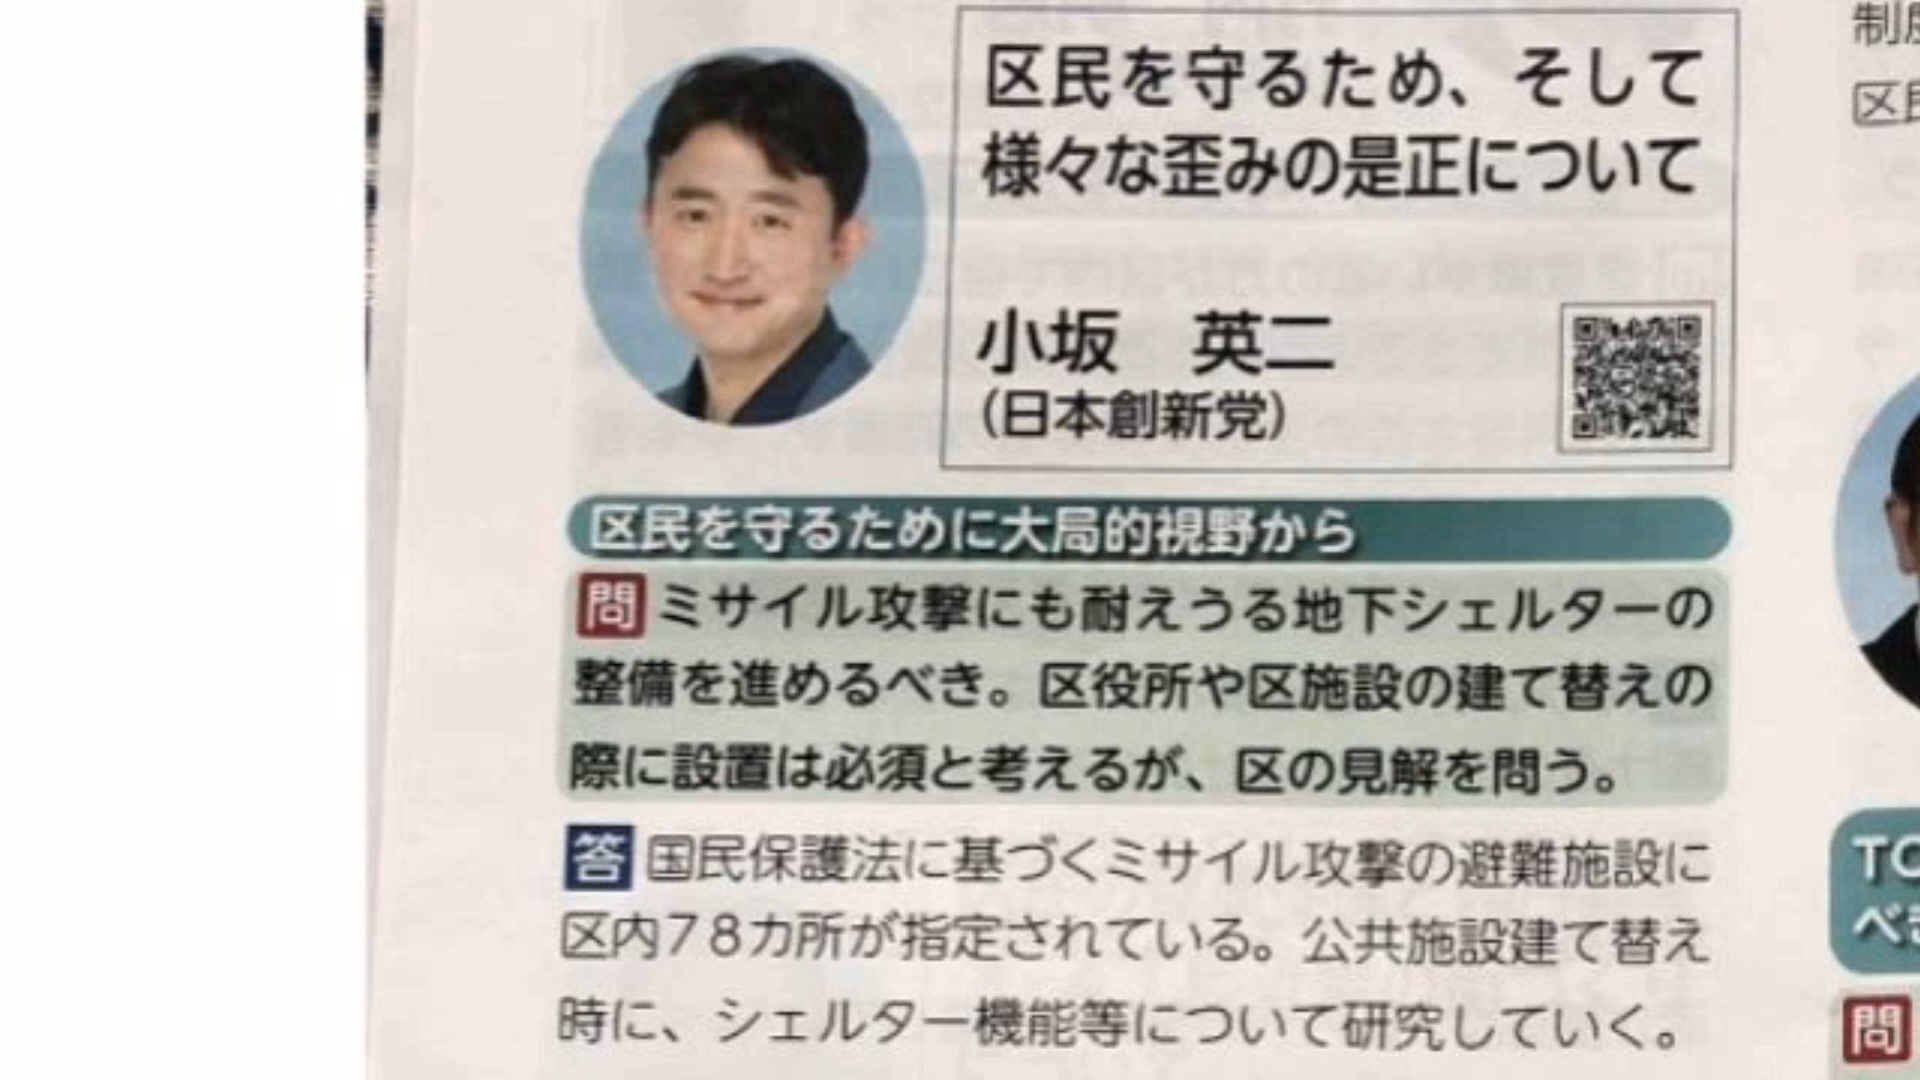 区民を守るため、そして
様々な歪みの是正について
小坂　英二
（日本創新党）
区民を守るために大局的視野から
問 ミサイル攻撃にも耐えうる地下シェルターの
整備を進めるべき。区役所や区施設の建て替えの
際に設置は必須と考えるが、区の見解を問う。
答 国民保護法に基づくミサイル攻撃の避難施設に
区内７８カ所が指定されている。公共施設建て替え
時に、シェルター機能等について研究していく。
制度
区民
TO
べき
問